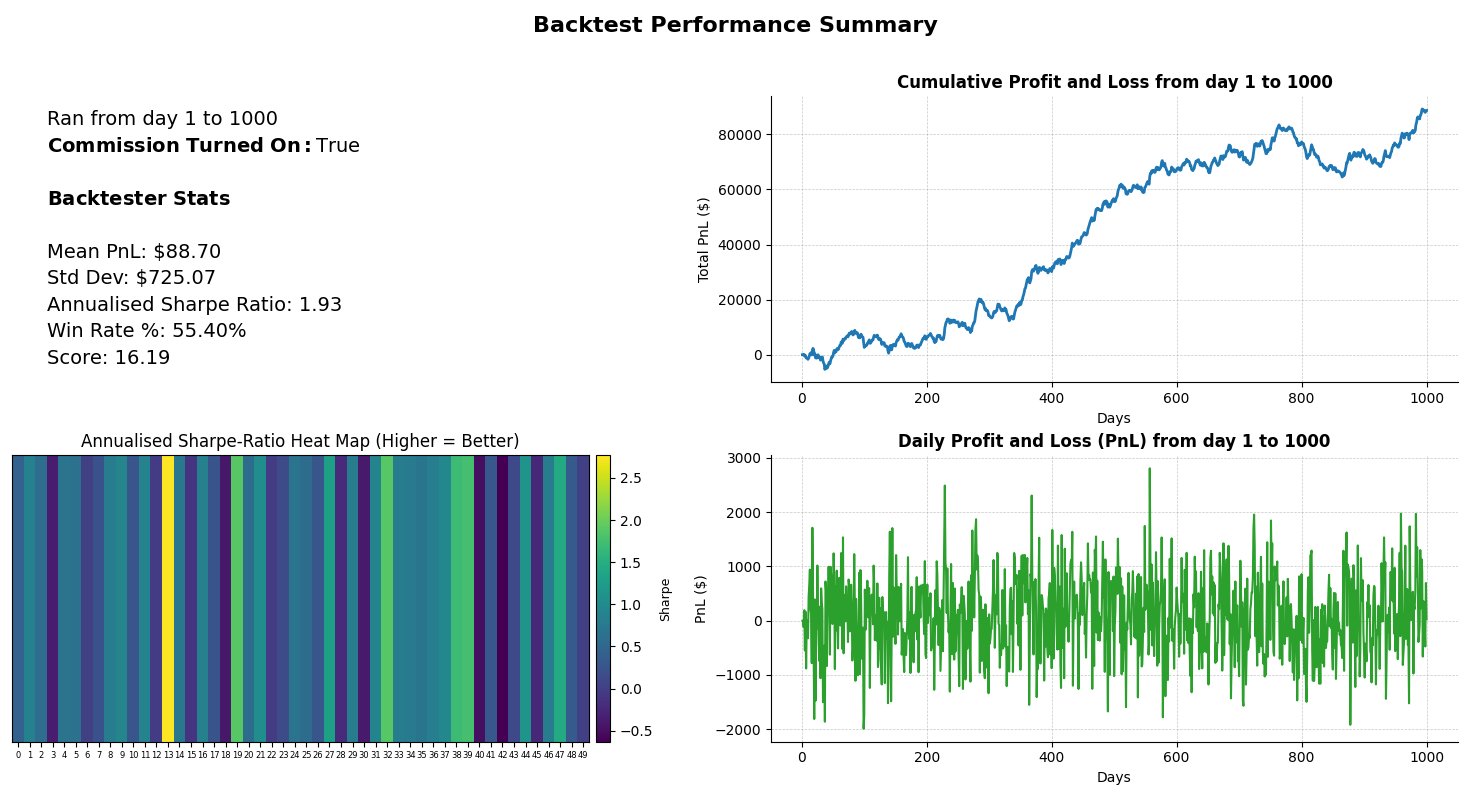 Backtest Performance Summary
Ran from day 1 to 1000
Commission Turned On: True
Backtester Stats
Mean PnL: $88.70
Std Dev: $725.07
Annualised Sharpe Ratio: 1.93
Win Rate %: 55.40%
Score: 16.19
Cumulative Profit and Loss from day 1 to 1000
Total PnL ($)
80000
60000
40000
20000
0
0 200 400 600 800 1000
Days
Annualised Sharpe-Ratio Heat Map (Higher = Better)
2.5
2.0
1.5
1.0
0.5
0.0
−0.5
Sharpe
0 1 2 3 4 5 6 7 8 9 10 11 12 13 14 15 16 17 18 19 20 21 22 23 24 25 26 27 28 29 30 31 32 33 34 35 36 37 38 39 40 41 42 43 44 45 46 47 48 49
Daily Profit and Loss (PnL) from day 1 to 1000
PnL ($)
3000
2000
1000
0
−1000
−2000
0 200 400 600 800 1000
Days